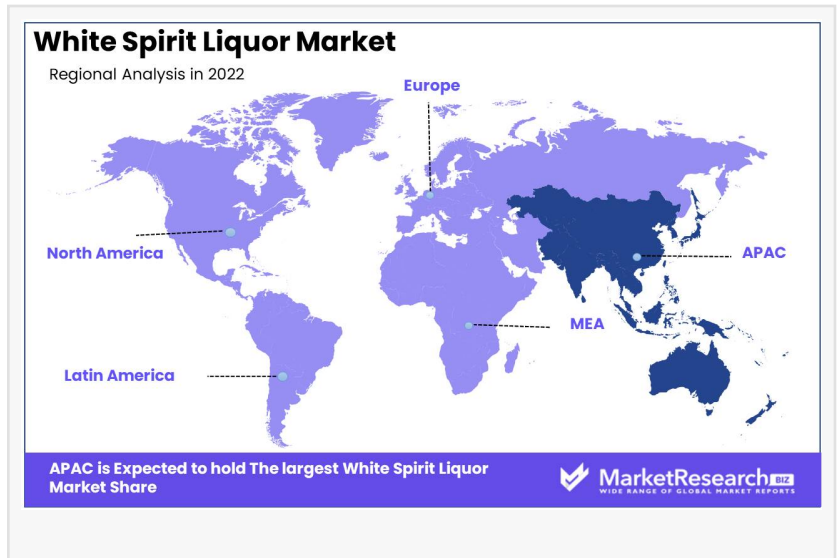 White Spirit Liquor Market
Regional Analysis in 2022
Europe
North America
APAC
MEA
Latin America
APAC is Expected to hold The largest White Spirit Liquor
Market Share
MarketResearch BIZ
WIDE RANGE OF GLOBAL MARKET REPORTS